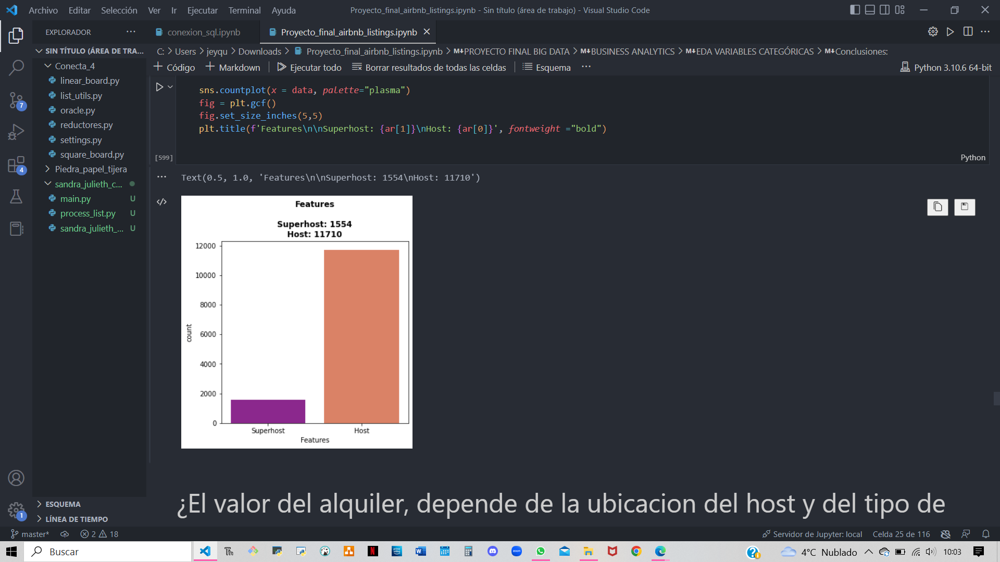 Archivo Editar Selección Ver Ir Ejecutar Terminal Ayuda
Proyecto_final_airbnb_listings.ipynb - Sin título (área de trabajo) - Visual Studio Code
EXPLORADOR
conexion_sql.ipynb
Proyecto_final_airbnb_listings.ipynb
SIN TÍTULO (ÁREA DE TRA...
C: > Users > jeyqu > Downloads > Proyecto_final_airbnb_listings.ipynb > M↓PROYECTO FINAL BIG DATA > M↓BUSINESS ANALYTICS > M↓EDA VARIABLES CATEGÓRICAS > M↓Conclusiones:
+ Código + Markdown Ejecutar todo Borrar resultados de todas las celdas Esquema ...
Python 3.10.6 64-bit
Conecta_4
linear_board.py
list_utils.py
oracle.py
reductores.py
settings.py
square_board.py
Piedra_papel_tijera
sandra_julieth_c...
main.py U
process_list.py U
sandra_julieth_... U
7
4
sns.countplot(x = data, palette="plasma")
fig = plt.gcf()
fig.set_size_inches(5,5)
plt.title(f'Features\n\nSuperhost: {ar[1]}\nHost: {ar[0]}', fontweight ="bold")
[599]
Python
Text(0.5, 1.0, 'Features\n\nSuperhost: 1554\nHost: 11710')
Features
Superhost: 1554
Host: 11710
12000
10000
8000
6000
4000
2000
0
count
Superhost Host
Features
¿El valor del alquiler, depende de la ubicacion del host y del tipo de
1
ESQUEMA
LÍNEA DE TIEMPO
master* 2 18
Servidor de Jupyter: local Celda 25 de 116
Buscar
4°C Nublado 10:03